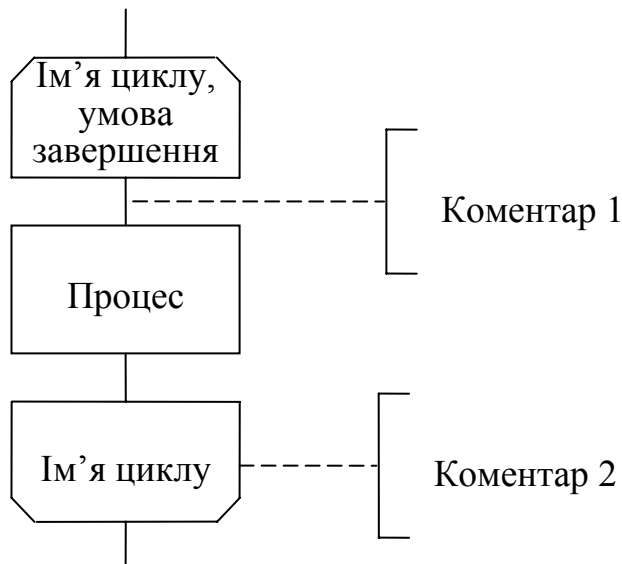 Ім’я циклу,
умова
завершення
Коментар 1
Процес
Ім’я циклу
Коментар 2